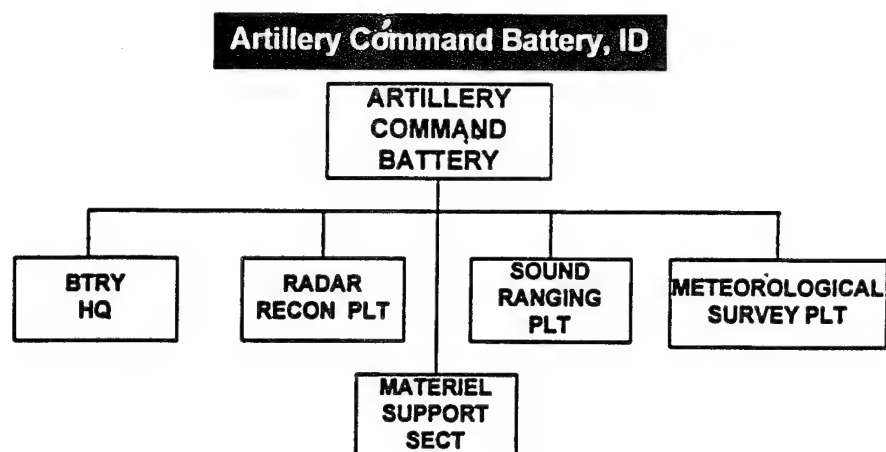 Artillery Command Battery, ID
ARTILLERY
COMMAND
BATTERY
BTRY
HQ
RADAR
RECON PLT
SOUND
RANGING
PLT
METEOROLOGICAL
SURVEY PLT
MATERIEL
SUPPORT
SECT